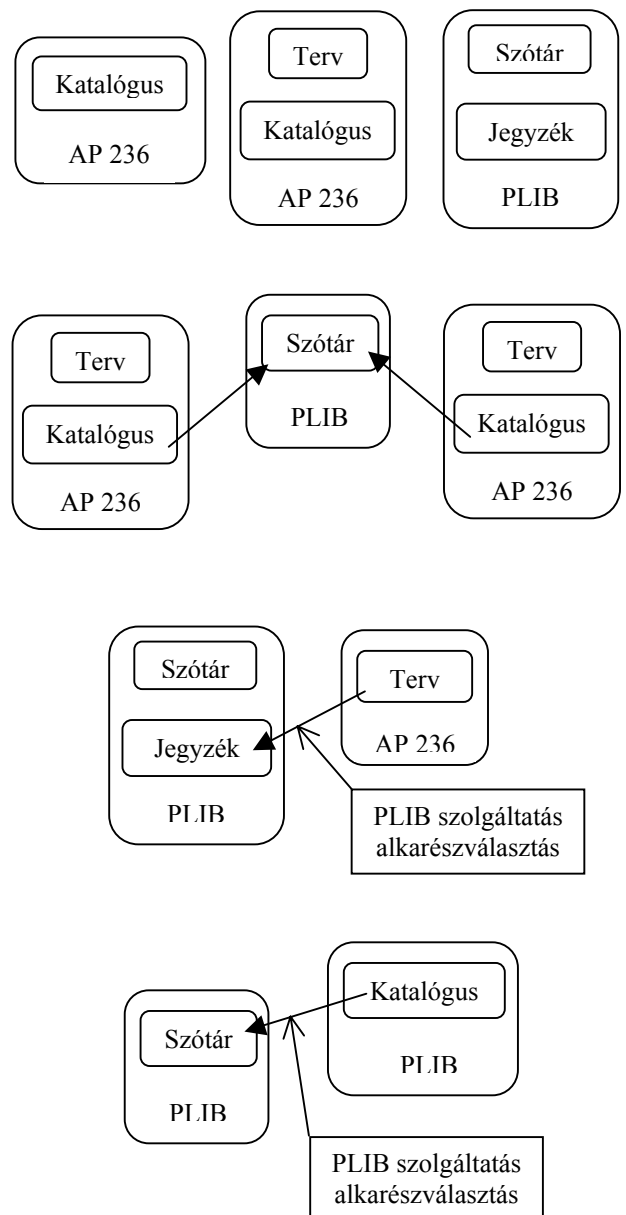 Katalógus
AP 236
Terv
Katalógus
AP 236
Szótár
Jegyzék
PLIB
Terv
Katalógus
AP 236
Szótár
PLIB
Terv
Katalógus
AP 236
Szótár
Jegyzék
PLIB
Terv
AP 236
PLIB szolgáltatás
alkarészválasztás
Szótár
PLIB
Katalógus
PLIB
PLIB szolgáltatás
alkarészválasztás